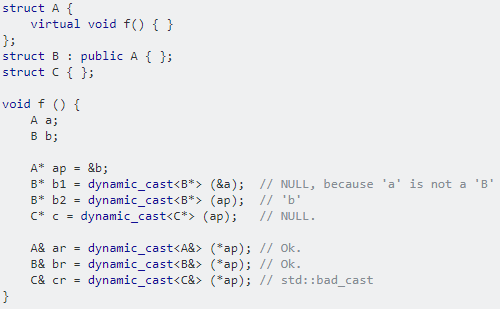 struct A {
    virtual void f() { }
};
struct B : public A { };
struct C { };

void f () {
    A a;
    B b;

    A* ap = &b;
    B* b1 = dynamic_cast<B*> (&a);  // NULL, because 'a' is not a 'B'
    B* b2 = dynamic_cast<B*> (ap);  // 'b'
    C* c = dynamic_cast<C*> (ap);   // NULL.

    A& ar = dynamic_cast<A&> (*ap); // Ok.
    B& br = dynamic_cast<B&> (*ap); // Ok.
    C& cr = dynamic_cast<C&> (*ap); // std::bad_cast
}